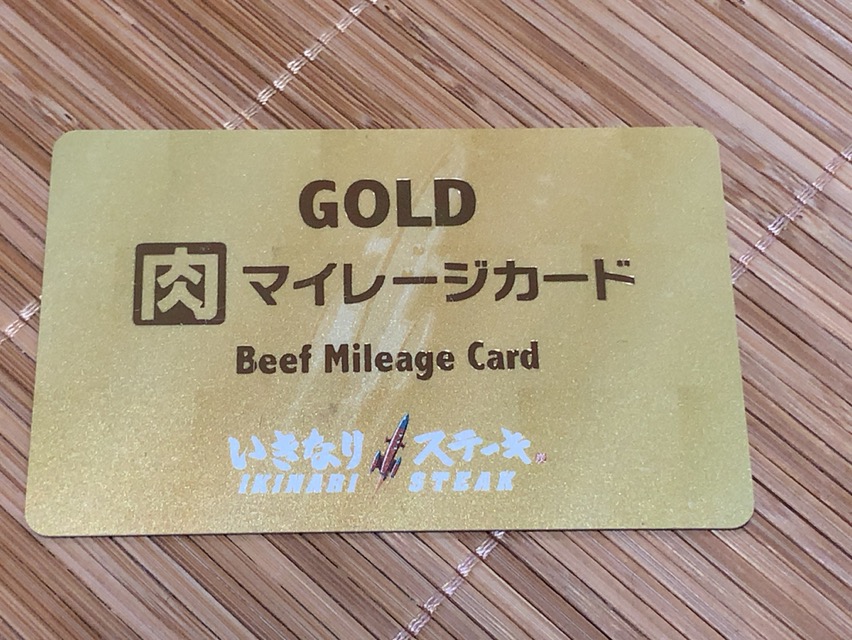 GOLD
肉 マイレージカード
Beef Mileage Card
いきなりステーキ
IKINARI STEAK